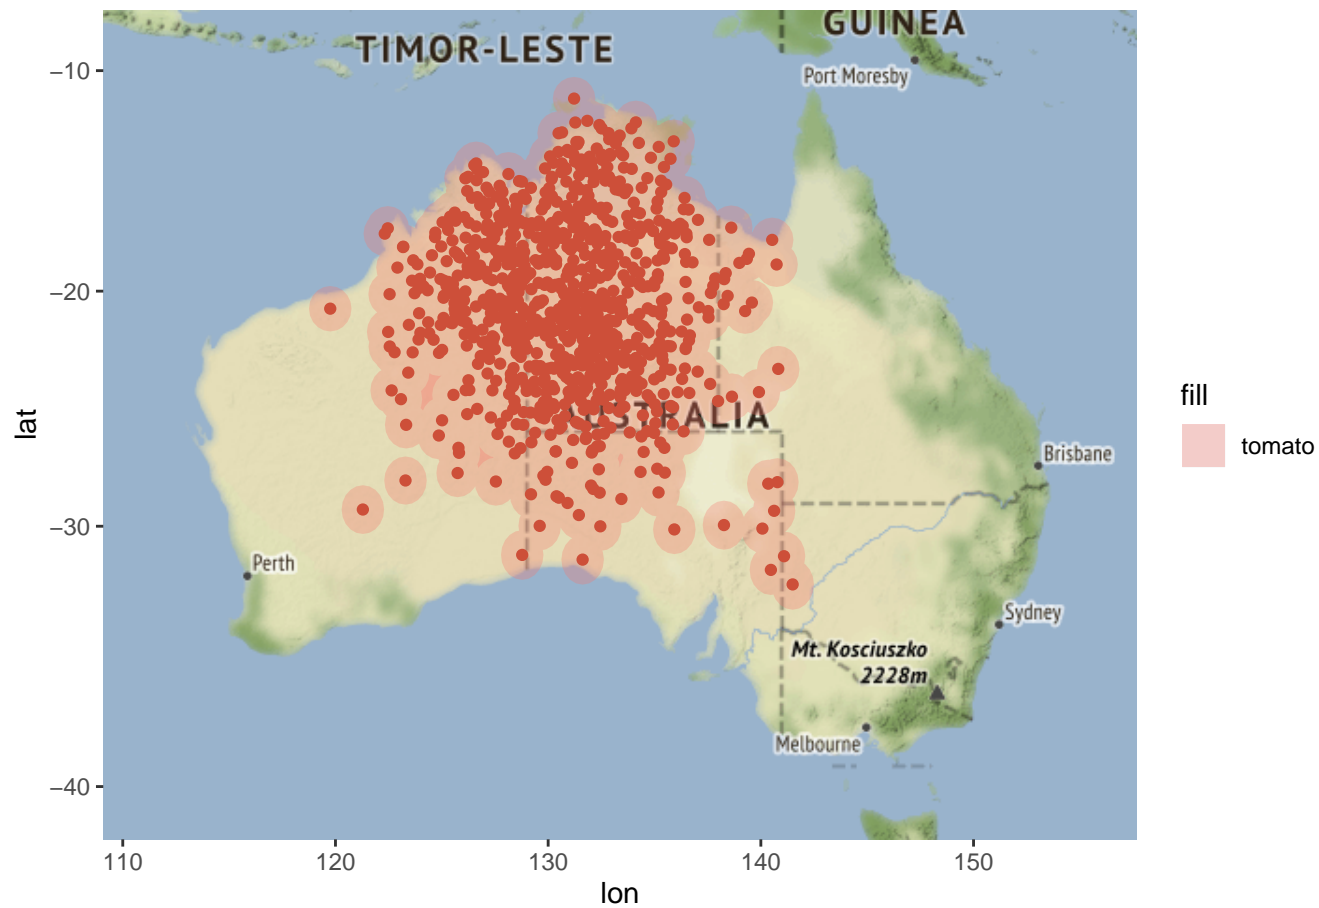 GUINEA
TIMOR-LESTE
Port Moresby
−10
−20
−30
−40
lat
AUSTRALIA
Brisbane
Perth
Sydney
Mt. Kosciuszko
2228m
Melbourne
110
120
130
140
150
lon
fill
tomato